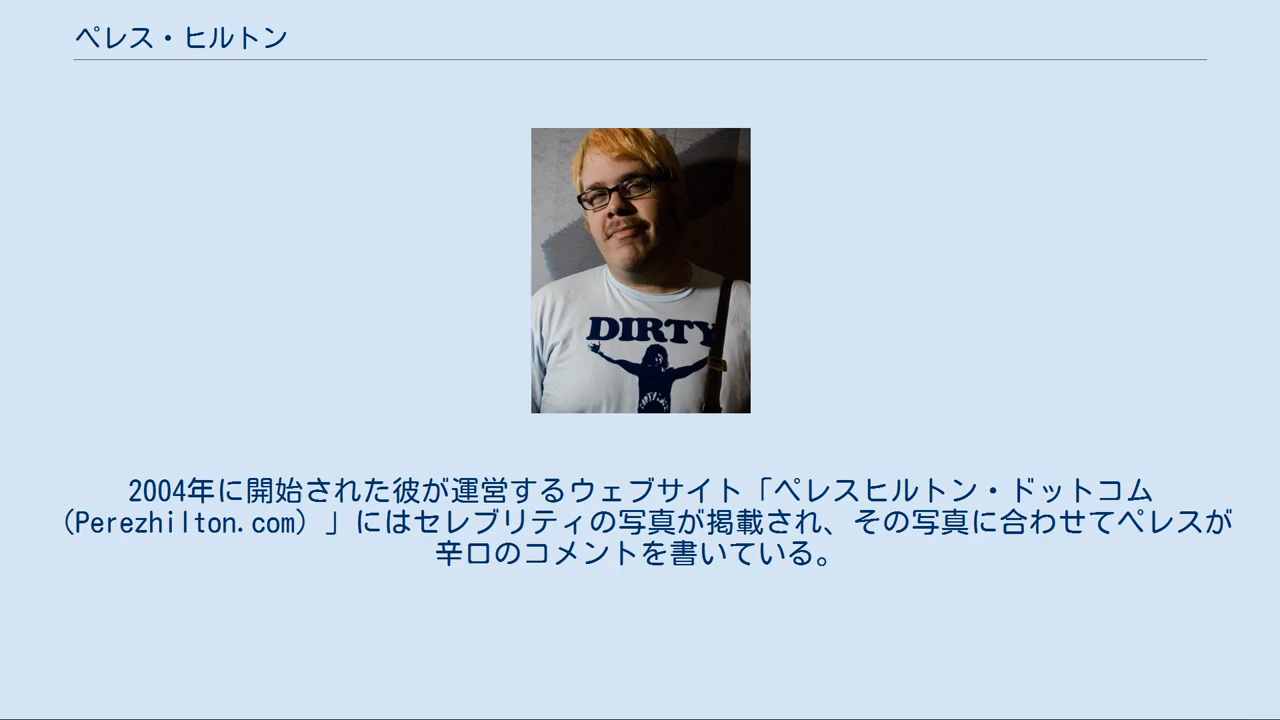 ペレス・ヒルトン
DIRTY
2004年に開始された彼が運営するウェブサイト「ペレスヒルトン・ドットコム
（Perezhilton.com）」にはセレブリティの写真が掲載され、その写真に合わせてペレスが
辛口のコメントを書いている。